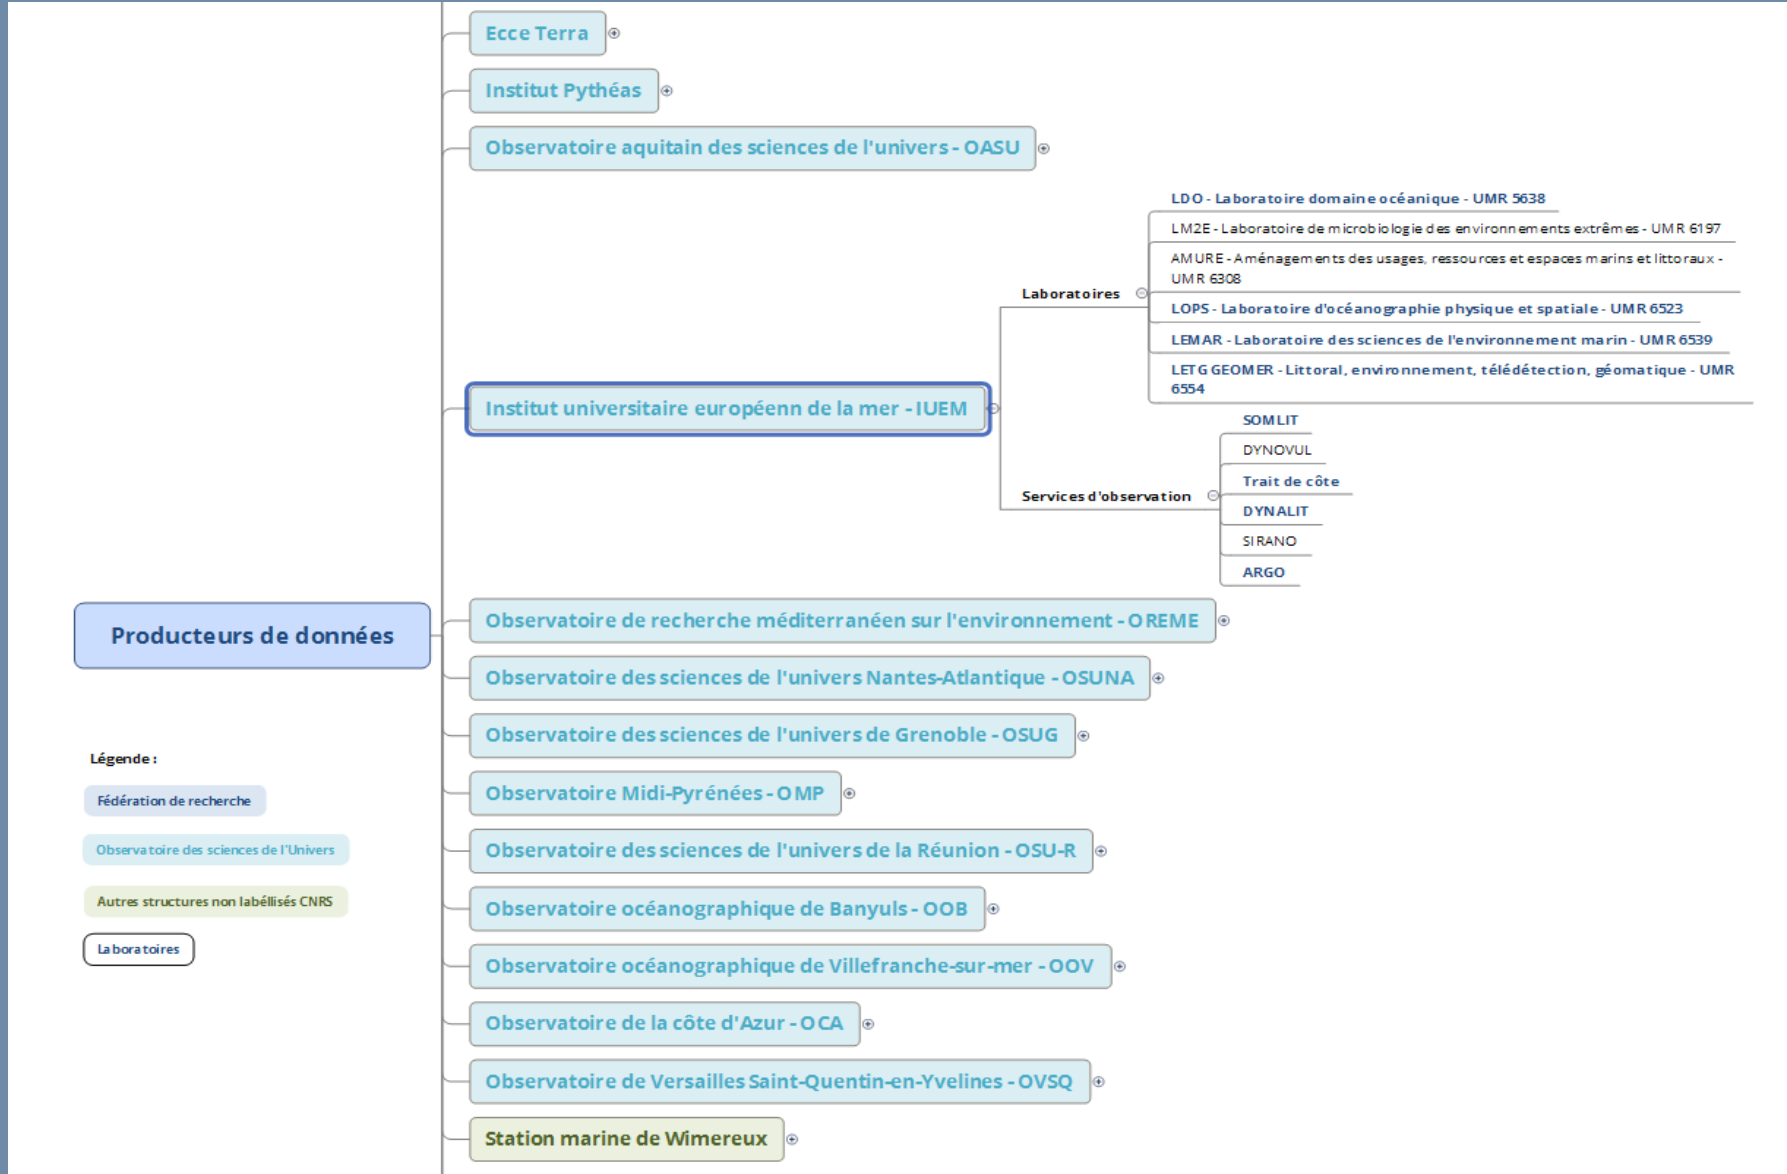 Ecce Terra
Institut Pythéas
Observatoire aquitain des sciences de l'univers - OASU
LDO - Laboratoire domaine océanique - UMR 5638
LM2E - Laboratoire de microbiologie des environnements extrêmes - UMR 6197
AMURE - Aménagements des usages, ressources et espaces marins et littoraux -
UMR 6308
Laboratoires
LOPS - Laboratoire d'océanographie physique et spatiale - UMR 6523
LEMAR - Laboratoire des sciences de l'environnement marin - UMR 6539
LETG GEOMER - Littoral, environnement, télédétection, géomatique - UMR
6554
Institut universitaire européenn de la mer - IUEM
SOMLIT
DYNOVUL
Trait de côte
Services d'observation
DYNALIT
SIRANO
ARGO
Observatoire de recherche méditerranéen sur l'environnement - OREME
Producteurs de données
Observatoire des sciences de l'univers Nantes-Atlantique - OSUNA
Observatoire des sciences de l'univers de Grenoble - OSUG
Observatoire Midi-Pyrénées - OMP
Observatoire des sciences de l'univers de la Réunion - OSU-R
Observatoire océanographique de Banyuls - OOB
Observatoire océanographique de Villefranche-sur-mer - OOV
Observatoire de la côte d'Azur - OCA
Observatoire de Versailles Saint-Quentin-en-Yvelines - OVSQ
Station marine de Wimereux
Légende :
Fédération de recherche
Observatoire des sciences de l'Univers
Autres structures non labéllisés CNRS
Laboratoires